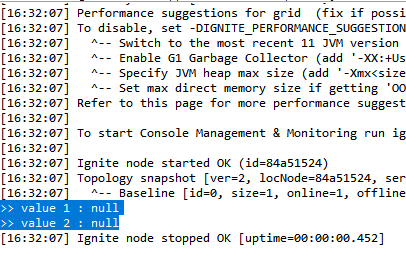 [16:32:07] Performance suggestions for grid (fix if possi
[16:32:07] To disable, set -DIGNITE_PERFORMANCE_SUGGESTION
[16:32:07] ^-- Switch to the most recent 11 JVM version
[16:32:07] ^-- Enable G1 Garbage Collector (add '-XX:+Us
[16:32:07] ^-- Specify JVM heap max size (add '-Xmx<size
[16:32:07] ^-- Set max direct memory size if getting 'OO
[16:32:07] Refer to this page for more performance suggest
[16:32:07]
[16:32:07] To start Console Management & Monitoring run ig
[16:32:07]
[16:32:07] Ignite node started OK (id=84a51524)
[16:32:07] Topology snapshot [ver=2, locNode=84a51524, ser
[16:32:07] ^-- Baseline [id=0, size=1, online=1, offline
>> value 1 : null
>> value 2 : null
[16:32:07] Ignite node stopped OK [uptime=00:00:00.452]